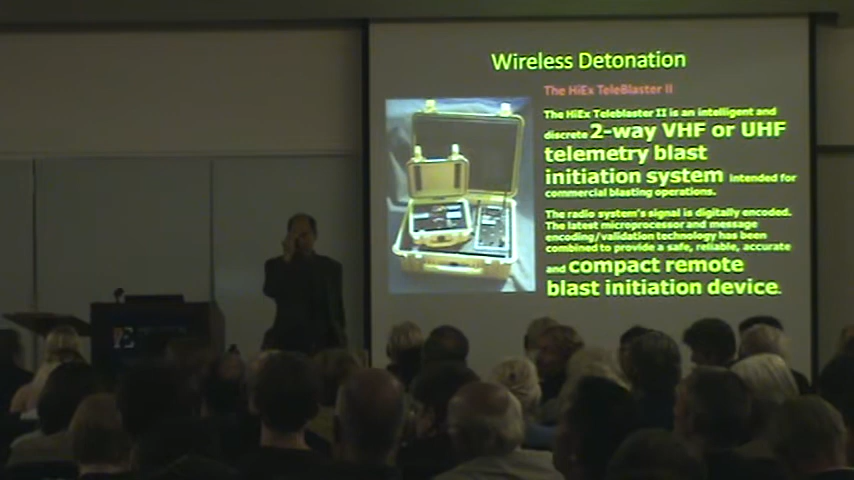 Wireless Detonation
The HiEx TeleBlaster II
The HiEx Teleblaster II is an intelligent and
discrete 2-way VHF or UHF
telemetry blast
initiation system intended for
commercial blasting operations.
The radio system's signal is digitally encoded.
The latest microprocessor and message
encoding/validation technology has been
combined to provide a safe, reliable, accurate
and compact remote
blast initiation device.